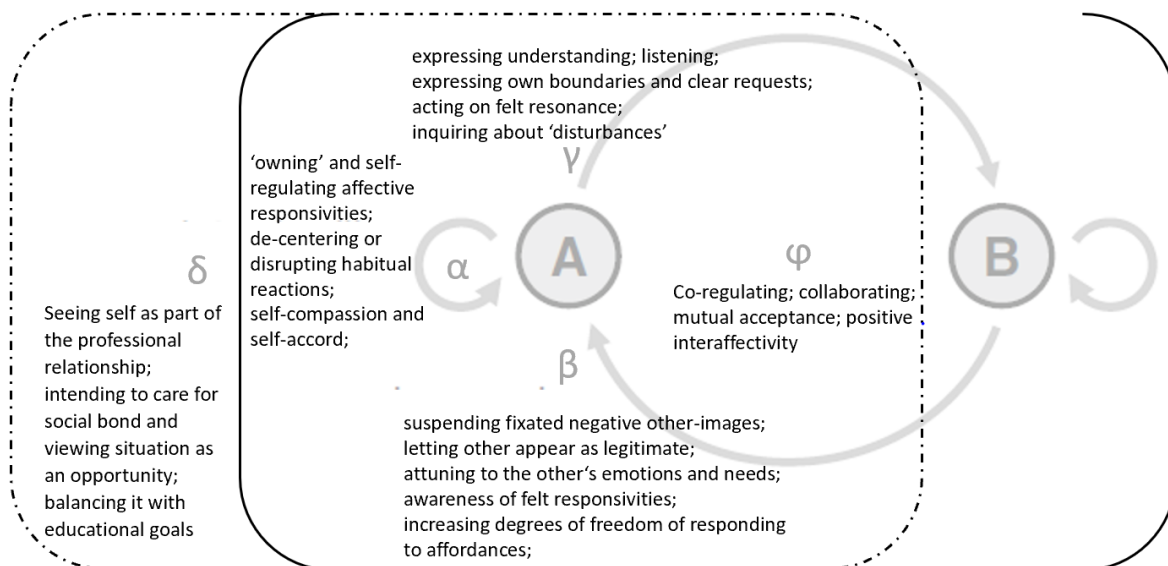 expressing understanding; listening;
expressing own boundaries and clear requests;
acting on felt resonance;
inquiring about ‘disturbances’
γ
‘owning’ and self-
regulating affective
responsivities;
de-centering or
disrupting habitual
reactions;
self-compassion and
self-accord;
α
A
φ
B
δ
Co-regulating; collaborating;
mutual acceptance; positive
interaffectivity
Seeing self as part of
the professional
relationship;
intending to care for
social bond and
viewing situation as
an opportunity;
balancing it with
educational goals
β
suspending fixated negative other-images;
letting other appear as legitimate;
attuning to the other‘s emotions and needs;
awareness of felt responsivities;
increasing degrees of freedom of responding
to affordances;